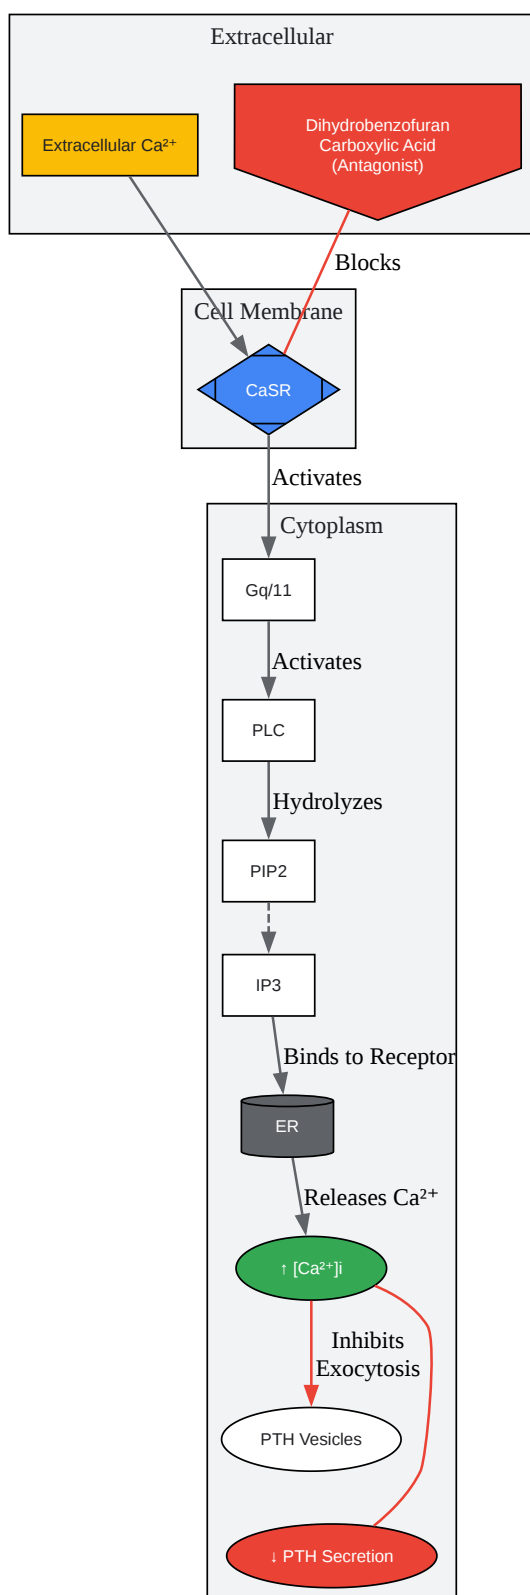 Extracellular
Extracellular Ca²⁺
Dihydrobenzofuran
Carboxylic Acid
(Antagonist)
Blocks
Cell Membrane
CaSR
Activates
Cytoplasm
Gq/11
Activates
PLC
Hydrolyzes
PIP2
IP3
Binds to Receptor
ER
Releases Ca²⁺
↑ [Ca²⁺]i
Inhibits
Exocytosis
PTH Vesicles
↓ PTH Secretion